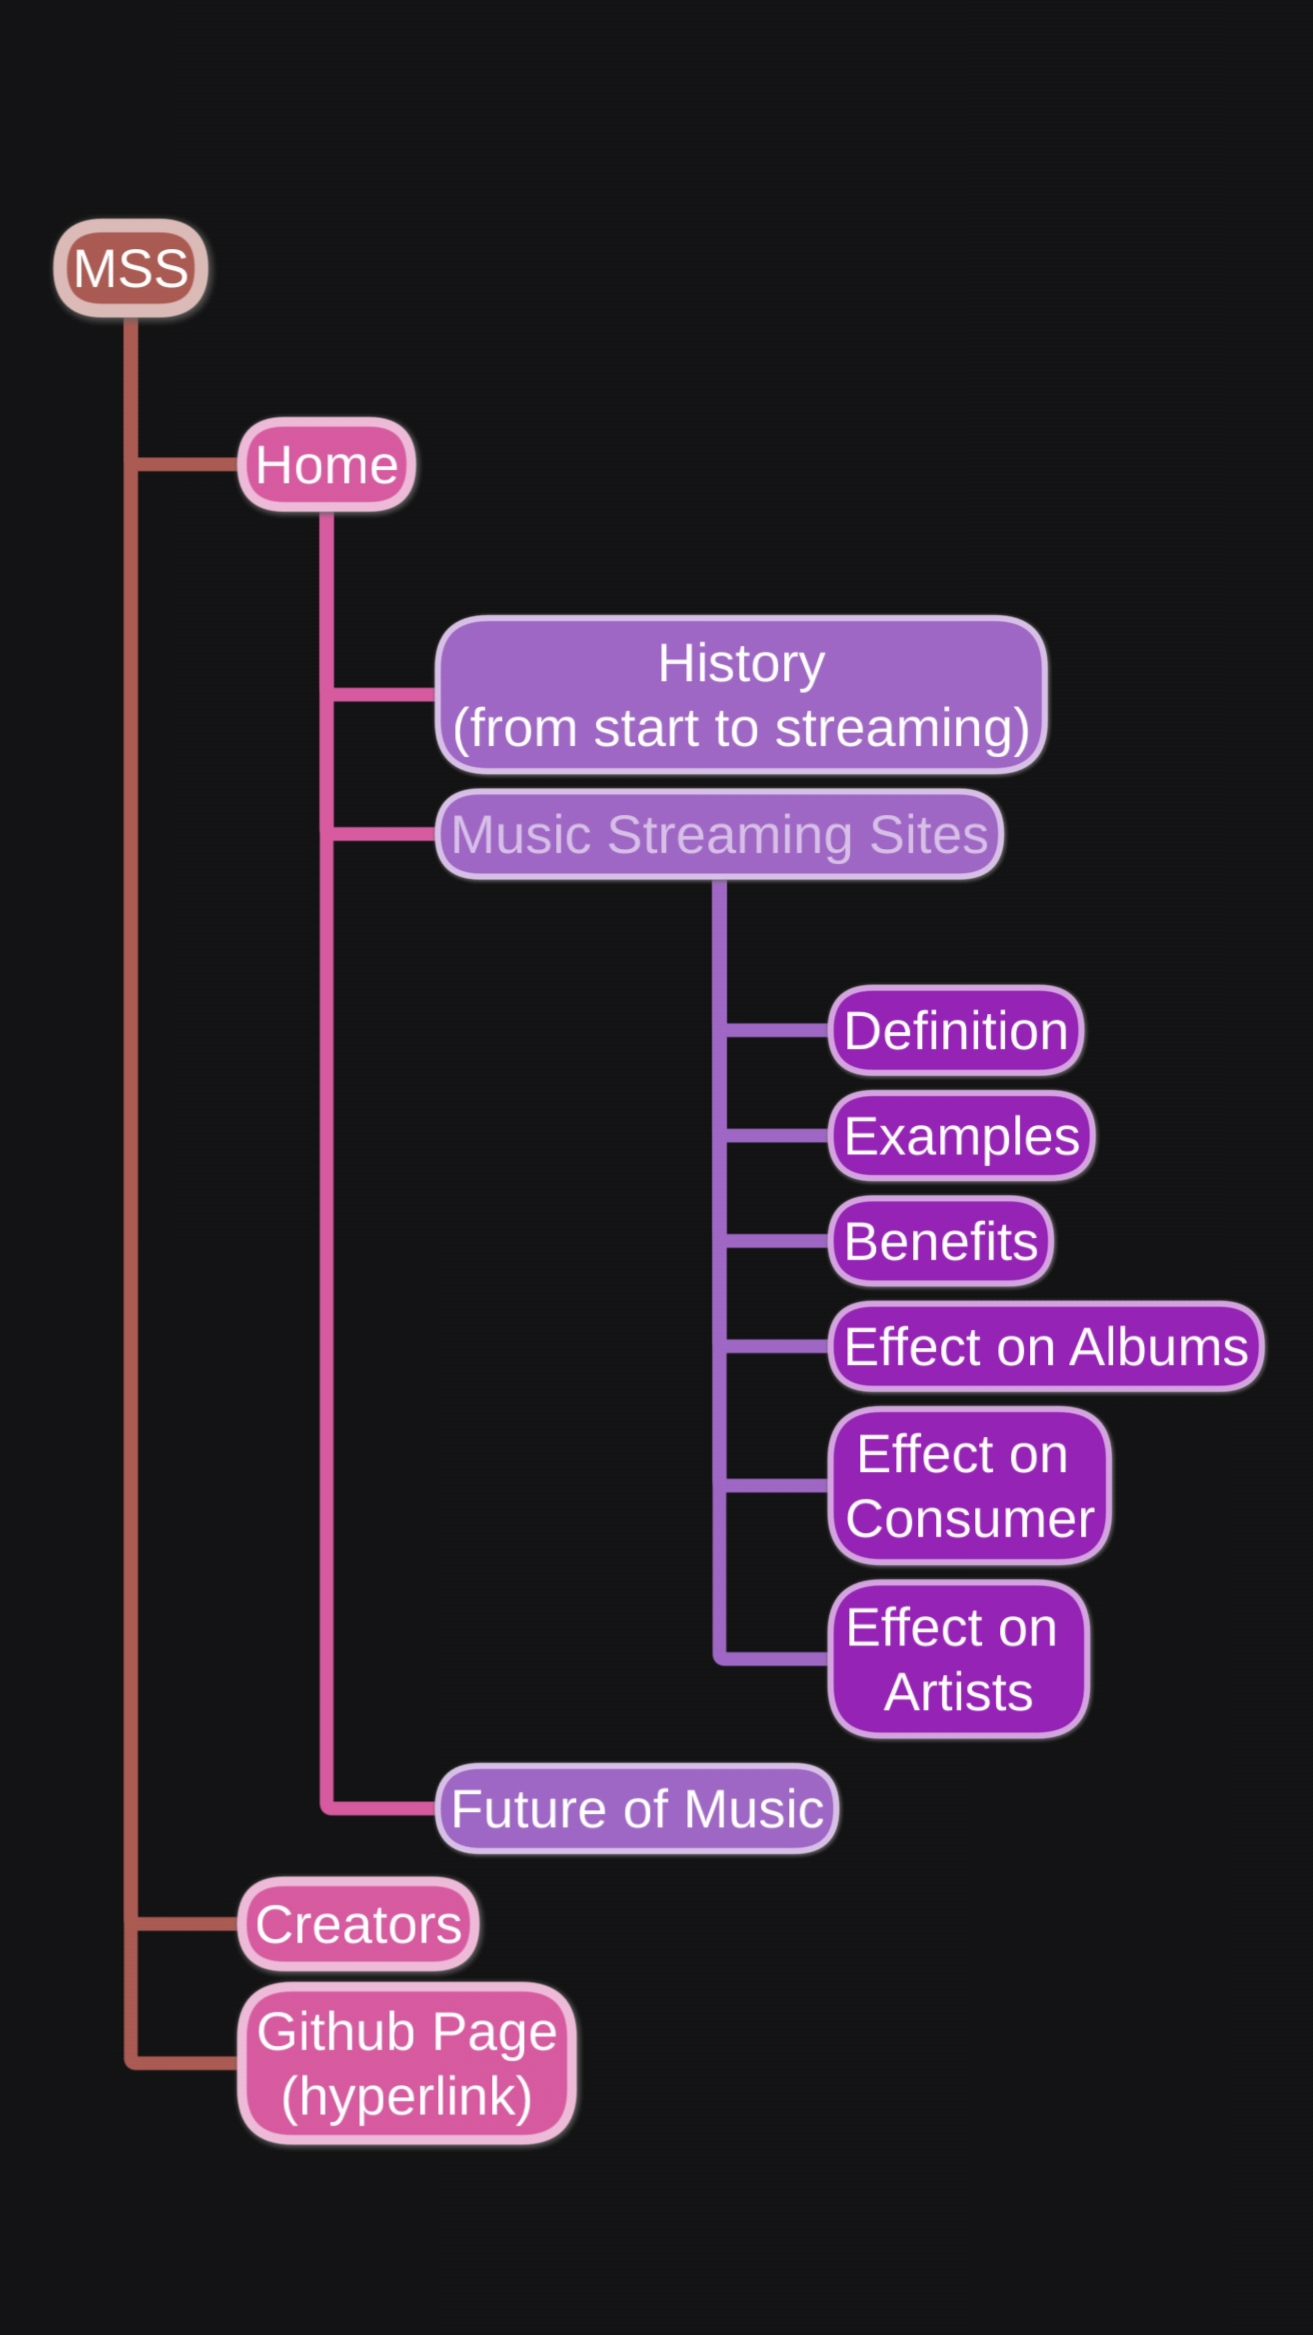 MSS
Home
History
(from start to streaming)
Music Streaming Sites
Definition
Examples
Benefits
Effect on Albums
Effect on
Consumer
Effect on
Artists
Future of Music
Creators
Github Page
(hyperlink)